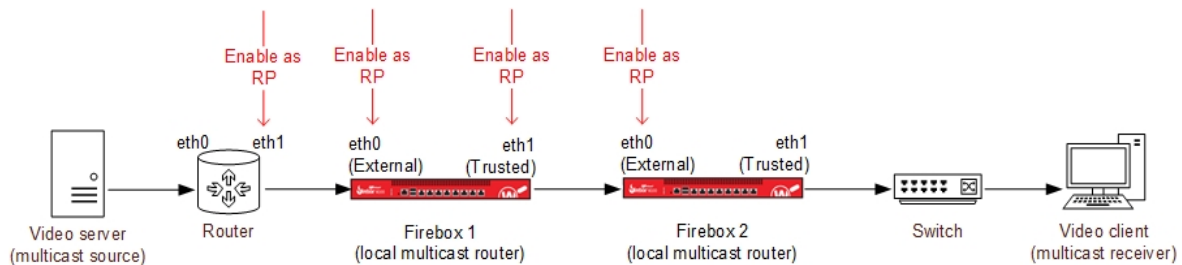 Enable as
RP
Enable as
RP
Enable as
RP
Enable as
RP
eth0
eth1
eth0
(External)
eth1
(Trusted)
eth0
(External)
eth1
(Trusted)
Video server
(multicast source)
Router
Firebox 1
(local multicast router)
Firebox 2
(local multicast router)
Switch
Video client
(multicast receiver)